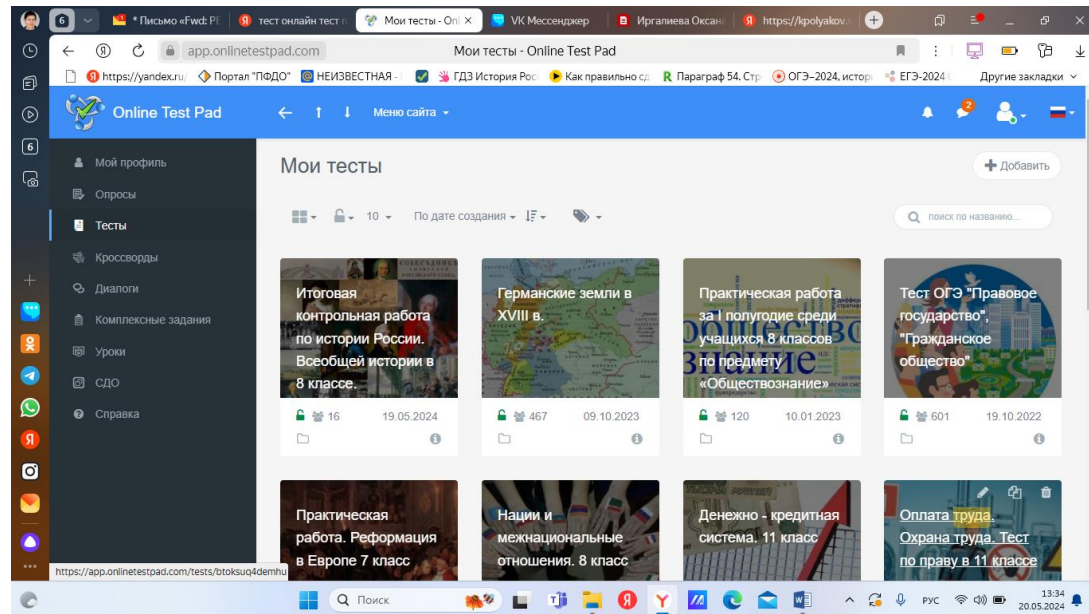 6
* Письмо «Fwd: РЕ
тест онлайн тест п
Мои тесты - Onl
VK Мессенджер
Иргалиева Оксана
https://kpolyakov.s
app.onlinetestpad.com
Мои тесты - Online Test Pad
https://yandex.ru/
Портал "ПФДО"
НЕИЗВЕСТНАЯ -
ГДЗ История Рос
Как правильно сд
Параграф 54. Стр
ОГЭ-2024, истори
ЕГЭ-2024
Другие закладки
Online Test Pad
Меню сайта
2
6
Мой профиль
Опросы
Тесты
Кроссворды
Диалоги
Комплексные задания
Уроки
СДО
Справка
Мои тесты
Добавить
10
По дате создания
поиск по названию...
Итоговая
контрольная работа
по истории России.
Всеобщей истории в
8 классе.
16 19.05.2024
Германские земли в
XVIII в.
467 09.10.2023
Практическая работа
за I полугодие среди
учащихся 8 классов
по предмету
«Обществознание»
120 10.01.2023
Тест ОГЭ "Правовое
государство",
"Гражданское
общество"
601 19.10.2022
Практическая
работа. Реформация
в Европе 7 класс
Нации и
межнациональные
отношения. 8 класс
Денежно - кредитная
система. 11 класс
Оплата труда.
Охрана труда. Тест
по праву в 11 классе
https://app.onlinetestpad.com/tests/btoksuq4demhu
Поиск
РУС
13:34
20.05.2024